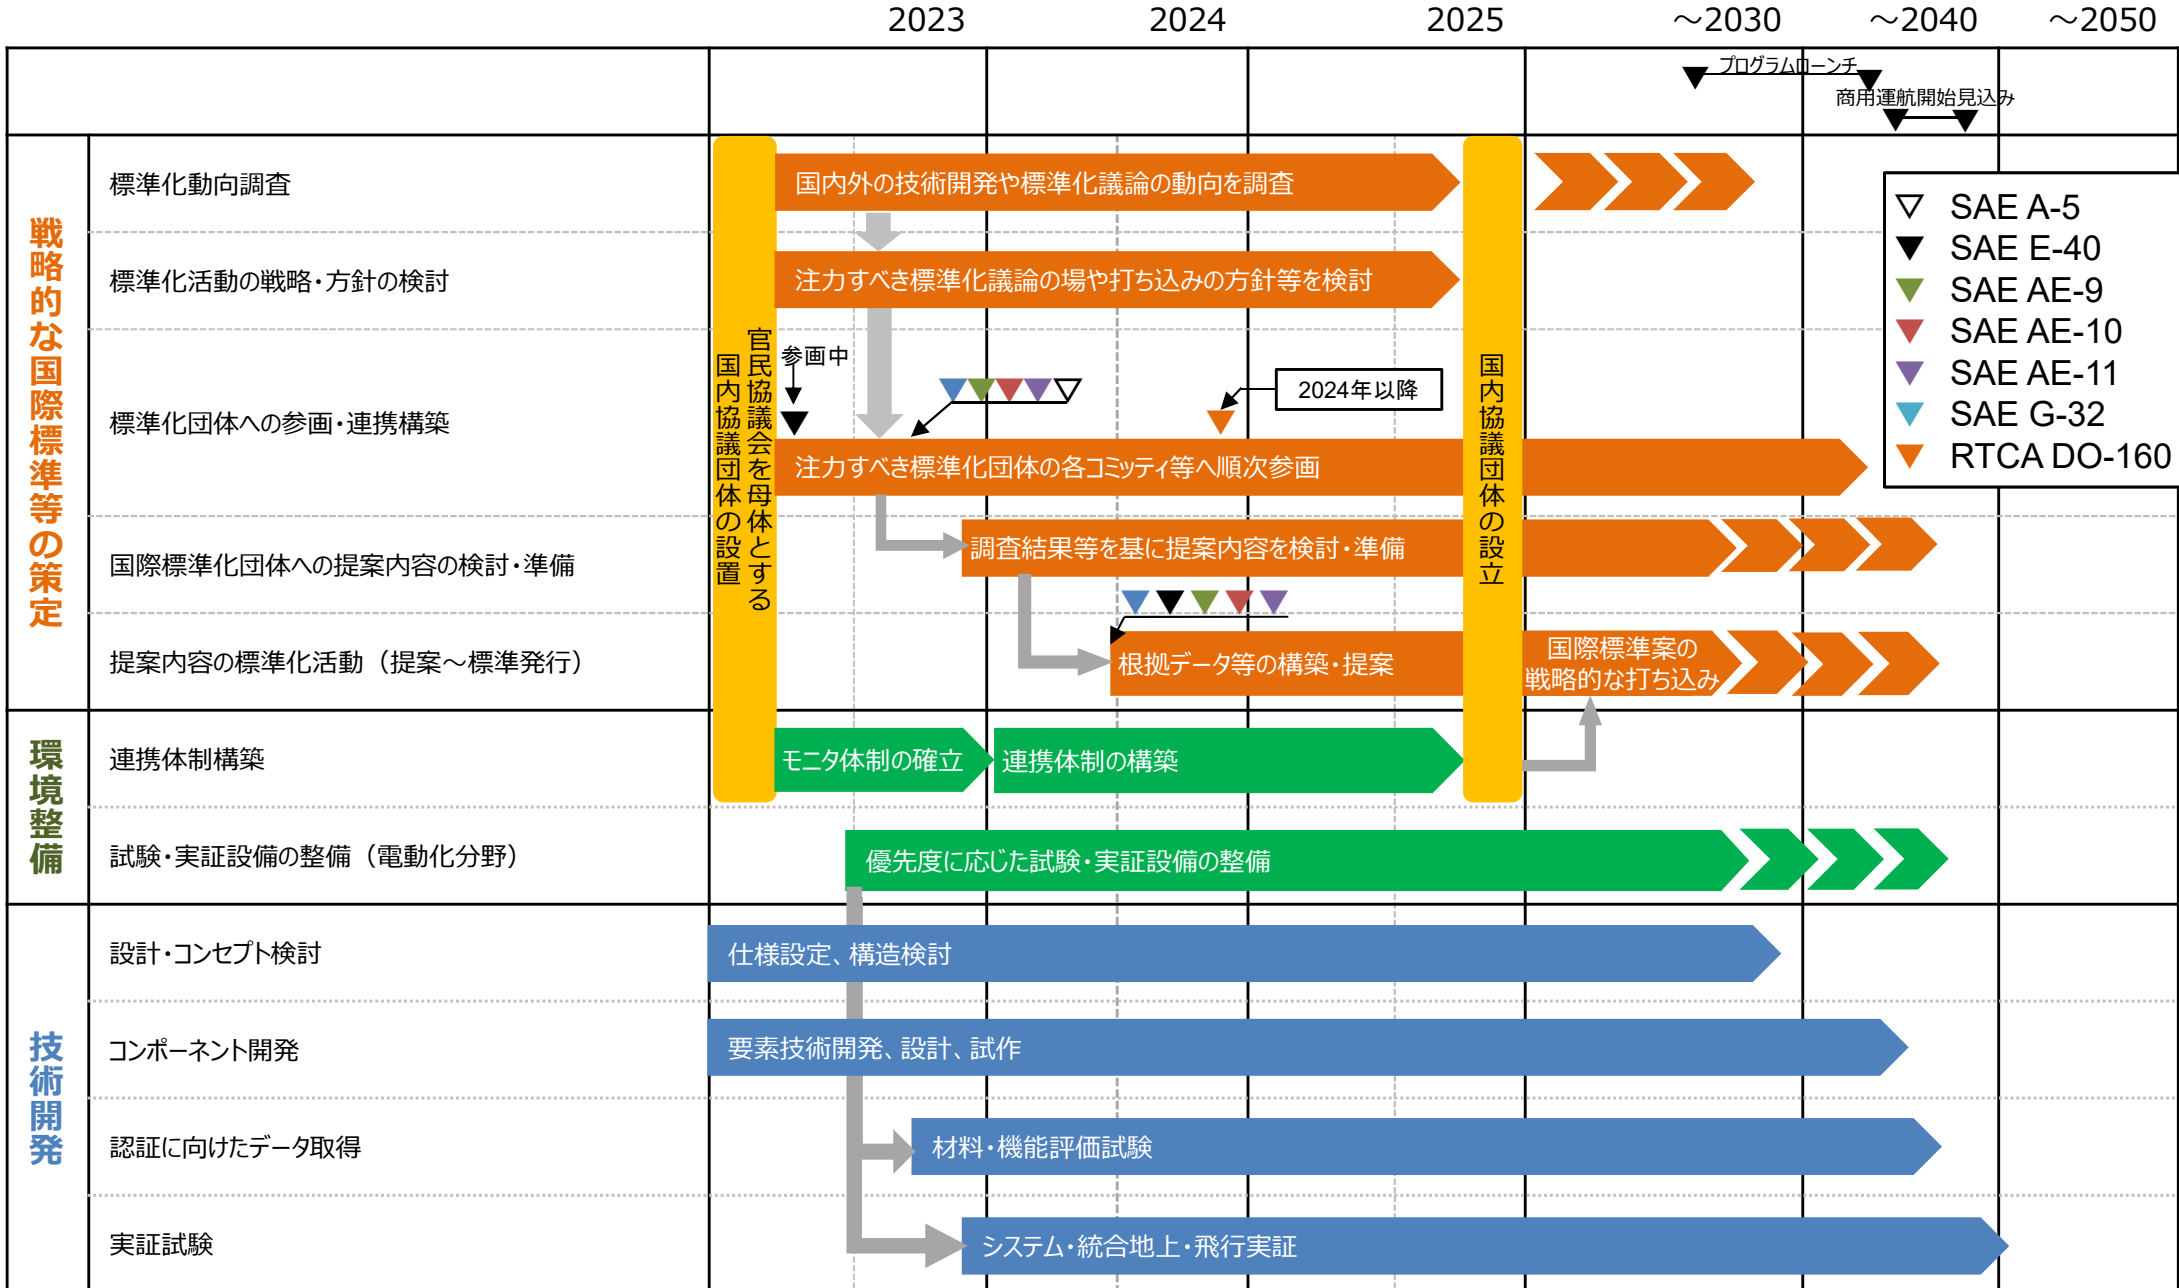 2023
2024
2025
～2030
～2040
～2050
プログラムローンチ
商用運航開始見込み
戦略的な国際標準等の策定
標準化動向調査
国内外の技術開発や標準化議論の動向を調査
標準化活動の戦略・方針の検討
注力すべき標準化議論の場や打ち込みの方針等を検討
官民協議会を母体とする
国内協議団体の設置
参画中
2024年以降
国内協議団体の設立
標準化団体への参画・連携構築
注力すべき標準化団体の各コミッティ等へ順次参画
国際標準化団体への提案内容の検討・準備
調査結果等を基に提案内容を検討・準備
提案内容の標準化活動（提案～標準発行）
根拠データ等の構築・提案
国際標準案の
戦略的な打ち込み
SAE A-5
SAE E-40
SAE AE-9
SAE AE-10
SAE AE-11
SAE G-32
RTCA DO-160
環境整備
連携体制構築
モニタ体制の確立
連携体制の構築
試験・実証設備の整備（電動化分野）
優先度に応じた試験・実証設備の整備
技術開発
設計・コンセプト検討
仕様設定、構造検討
コンポーネント開発
要素技術開発、設計、試作
認証に向けたデータ取得
材料・機能評価試験
実証試験
システム・統合地上・飛行実証